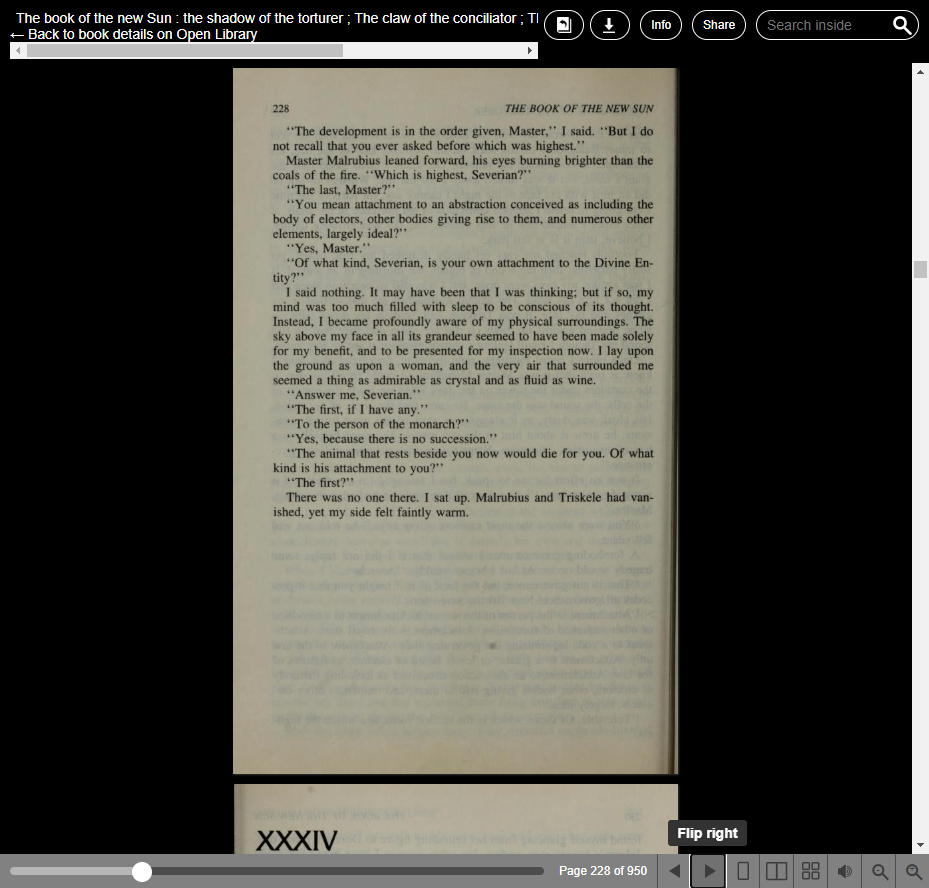 The book of the new Sun : the shadow of the torturer ; The claw of the conciliator ; Tl
← Back to book details on Open Library
Info
Share
Search inside
228
THE BOOK OF THE NEW SUN
"The development is in the order given, Master," I said. "But I do
not recall that you ever asked before which was highest."
Master Malrubius leaned forward, his eyes burning brighter than the
coals of the fire. "Which is highest, Severian?"
"The last, Master?"
"You mean attachment to an abstraction conceived as including the
body of electors, other bodies giving rise to them, and numerous other
elements, largely ideal?"
"Yes, Master."
"Of what kind, Severian, is your own attachment to the Divine En-
tity?"
I said nothing. It may have been that I was thinking; but if so, my
mind was too much filled with sleep to be conscious of its thought.
Instead, I became profoundly aware of my physical surroundings. The
sky above my face in all its grandeur seemed to have been made solely
for my benefit, and to be presented for my inspection now. I lay upon
the ground as upon a woman, and the very air that surrounded me
seemed a thing as admirable as crystal and as fluid as wine.
"Answer me, Severian."
"The first, if I have any."
"To the person of the monarch?"
"Yes, because there is no succession."
"The animal that rests beside you now would die for you. Of what
kind is his attachment to you?"
"The first?"
There was no one there. I sat up. Malrubius and Triskele had van-
ished, yet my side felt faintly warm.
XXXIV
Flip right
Page 228 of 950